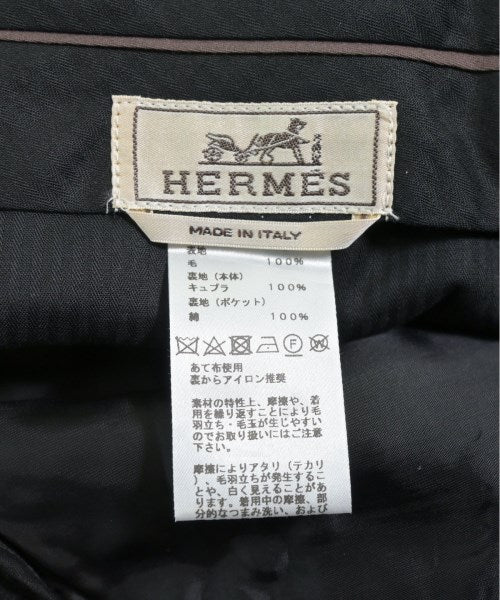 HERMÈS
MADE IN ITALY
表地
毛 100%
裏地(本体)
キュプラ 100%
裏地(ポケット)
綿 100%
F W
あて布使用
裏からアイロン推奨
素材の特性上、摩擦や、着
用を繰り返すことにより毛
羽立ち・毛玉が生じやすい
のでお取り扱いにはご注意
下さい。
摩擦によりアタリ(テカリ
)、毛羽立ちが発生するこ
とや、白く見えることがあ
ります。着用中の摩擦、部
分的なつまみ洗い、および